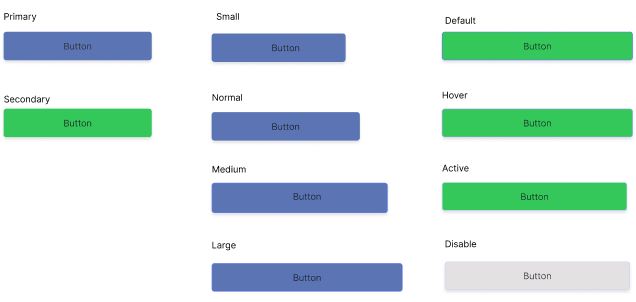 Primary
Button
Secondary
Button
Small
Button
Normal
Button
Medium
Button
Large
Button
Default
Button
Hover
Button
Active
Button
Disable
Button